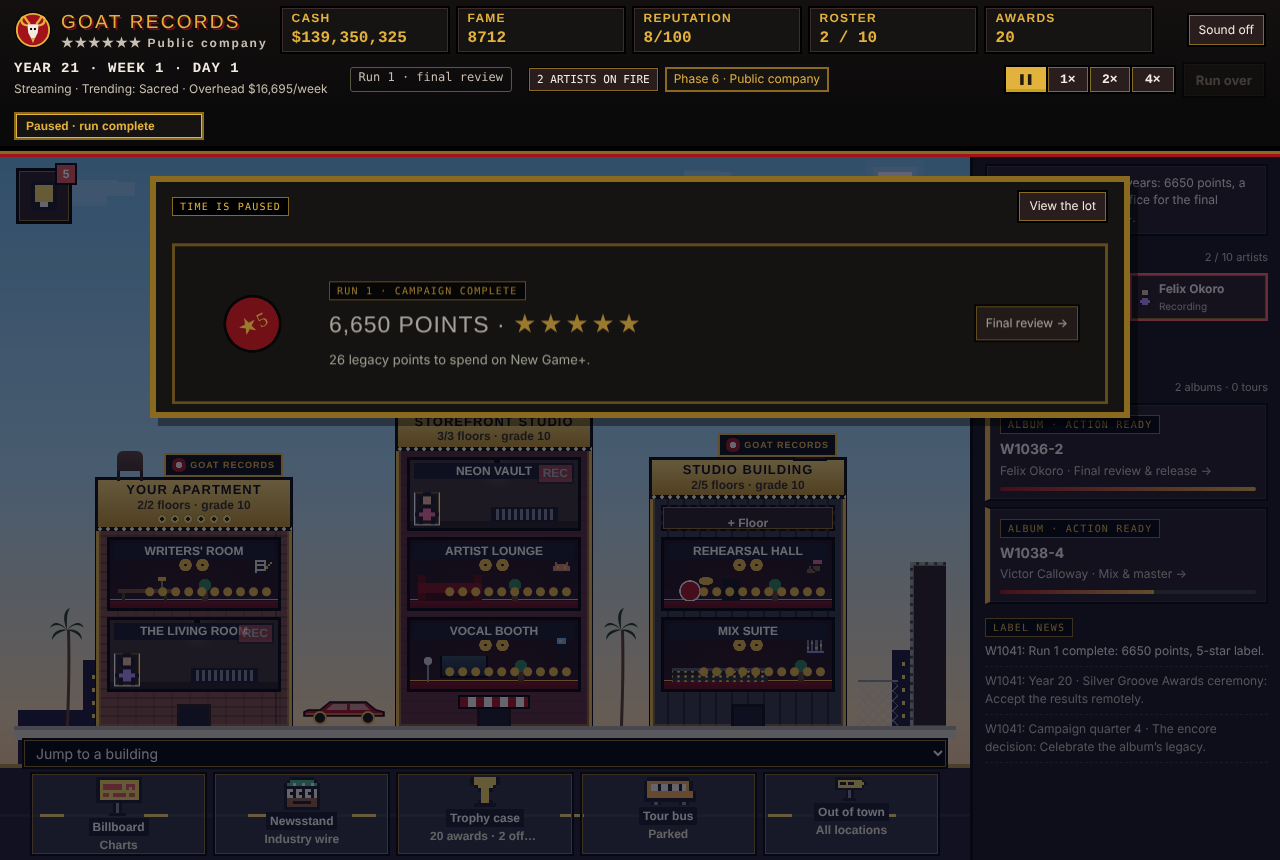 GOAT RECORDS
★★★★★★ Public company
CASH
$139,350,325
FAME
8712
REPUTATION
8/100
ROSTER
2 / 10
AWARDS
20
Sound off
YEAR 21 · WEEK 1 · DAY 1
Streaming · Trending: Sacred · Overhead $16,695/week
Run 1 · final review
2 ARTISTS ON FIRE
Phase 6 · Public company
1×
2×
4×
Run over
Paused · run complete
5
TIME IS PAUSED
View the lot
RUN 1 · CAMPAIGN COMPLETE
★5
6,650 POINTS · ★★★★★
26 legacy points to spend on New Game+.
Final review →
years: 6650 points, a
fice for the final
2 / 10 artists
Felix Okoro
Recording
2 albums · 0 tours
ALBUM · ACTION READY
W1036-2
Felix Okoro · Final review & release →
ALBUM · ACTION READY
W1038-4
Victor Calloway · Mix & master →
LABEL NEWS
W1041: Run 1 complete: 6650 points, 5-star label.
W1041: Year 20 · Silver Groove Awards ceremony:
Accept the results remotely.
W1041: Campaign quarter 4 · The encore
decision: Celebrate the album's legacy.
GOAT RECORDS
YOUR APARTMENT
2/2 floors · grade 10
WRITERS' ROOM
THE LIVING ROOM
REC
STOREFRONT STUDIO
3/3 floors · grade 10
NEON VAULT
REC
ARTIST LOUNGE
VOCAL BOOTH
GOAT RECORDS
STUDIO BUILDING
2/5 floors · grade 10
+ Floor
REHEARSAL HALL
MIX SUITE
Jump to a building
Billboard
Charts
Newsstand
Industry wire
Trophy case
20 awards · 2 off…
Tour bus
Parked
Out of town
All locations